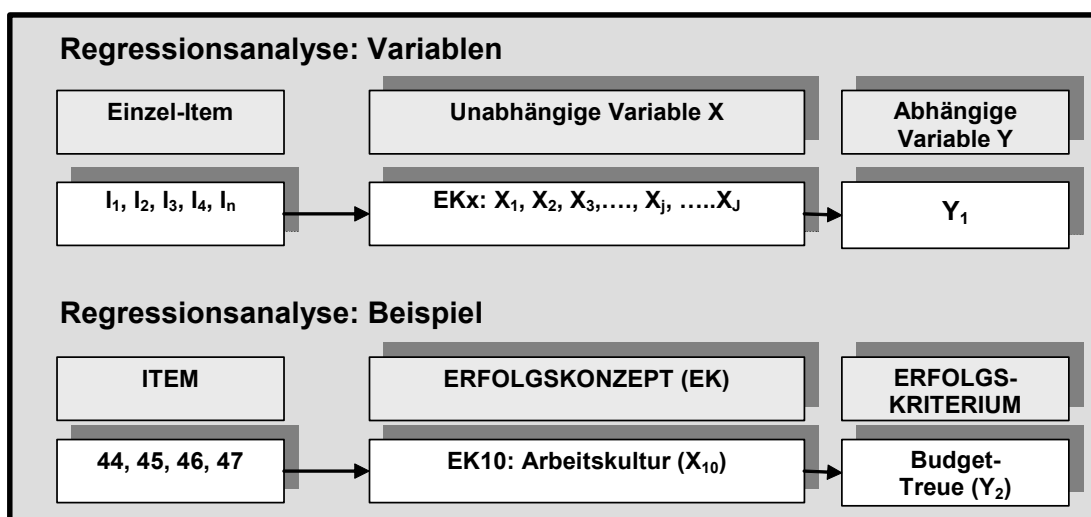 Regressionsanalyse: Variablen
Einzel-Item
Unabhängige Variable X
Abhängige
Variable Y
I₁, I₂, I₃, I₄, Iₙ
EKx: X₁, X₂, X₃,…., Xⱼ, …..X_J
Y₁
Regressionsanalyse: Beispiel
ITEM
ERFOLGSKONZEPT (EK)
ERFOLGS-
KRITERIUM
44, 45, 46, 47
EK10: Arbeitskultur (X₁₀)
Budget-
Treue (Y₂)